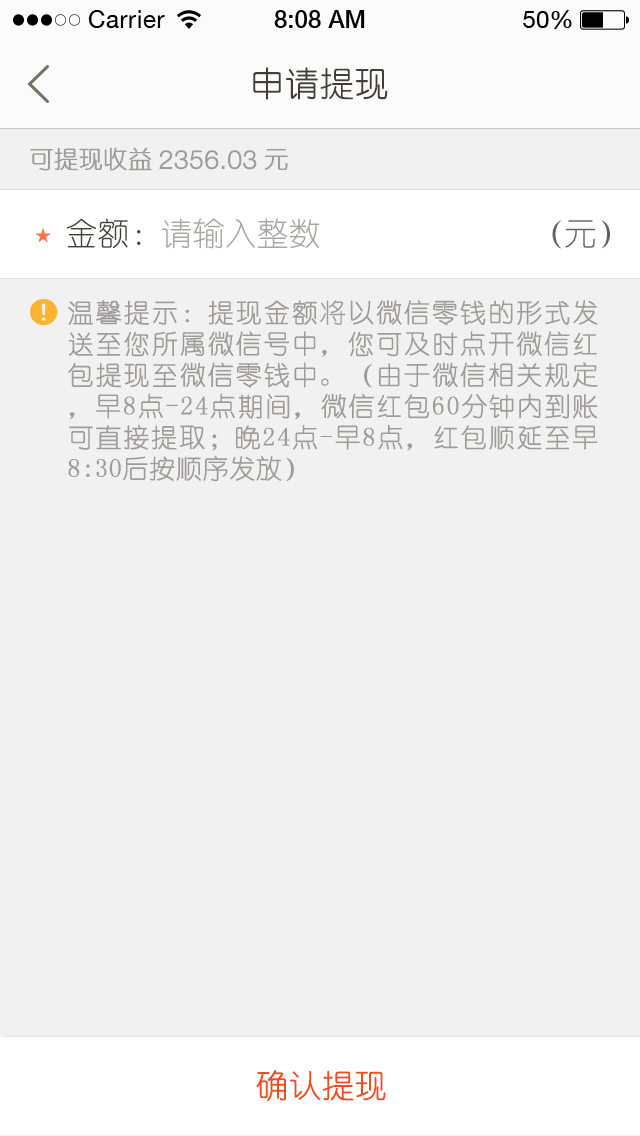 Carrier 8:08 AM 50%
申请提现
可提现收益 2356.03 元
★ 金额：请输入整数 (元)
温馨提示：提现金额将以微信零钱的形式发
送至您所属微信号中，您可及时点开微信红
包提现至微信零钱中。（由于微信相关规定
，早8点-24点期间，微信红包60分钟内到账
可直接提取；晚24点-早8点，红包顺延至早
8:30后按顺序发放）
确认提现